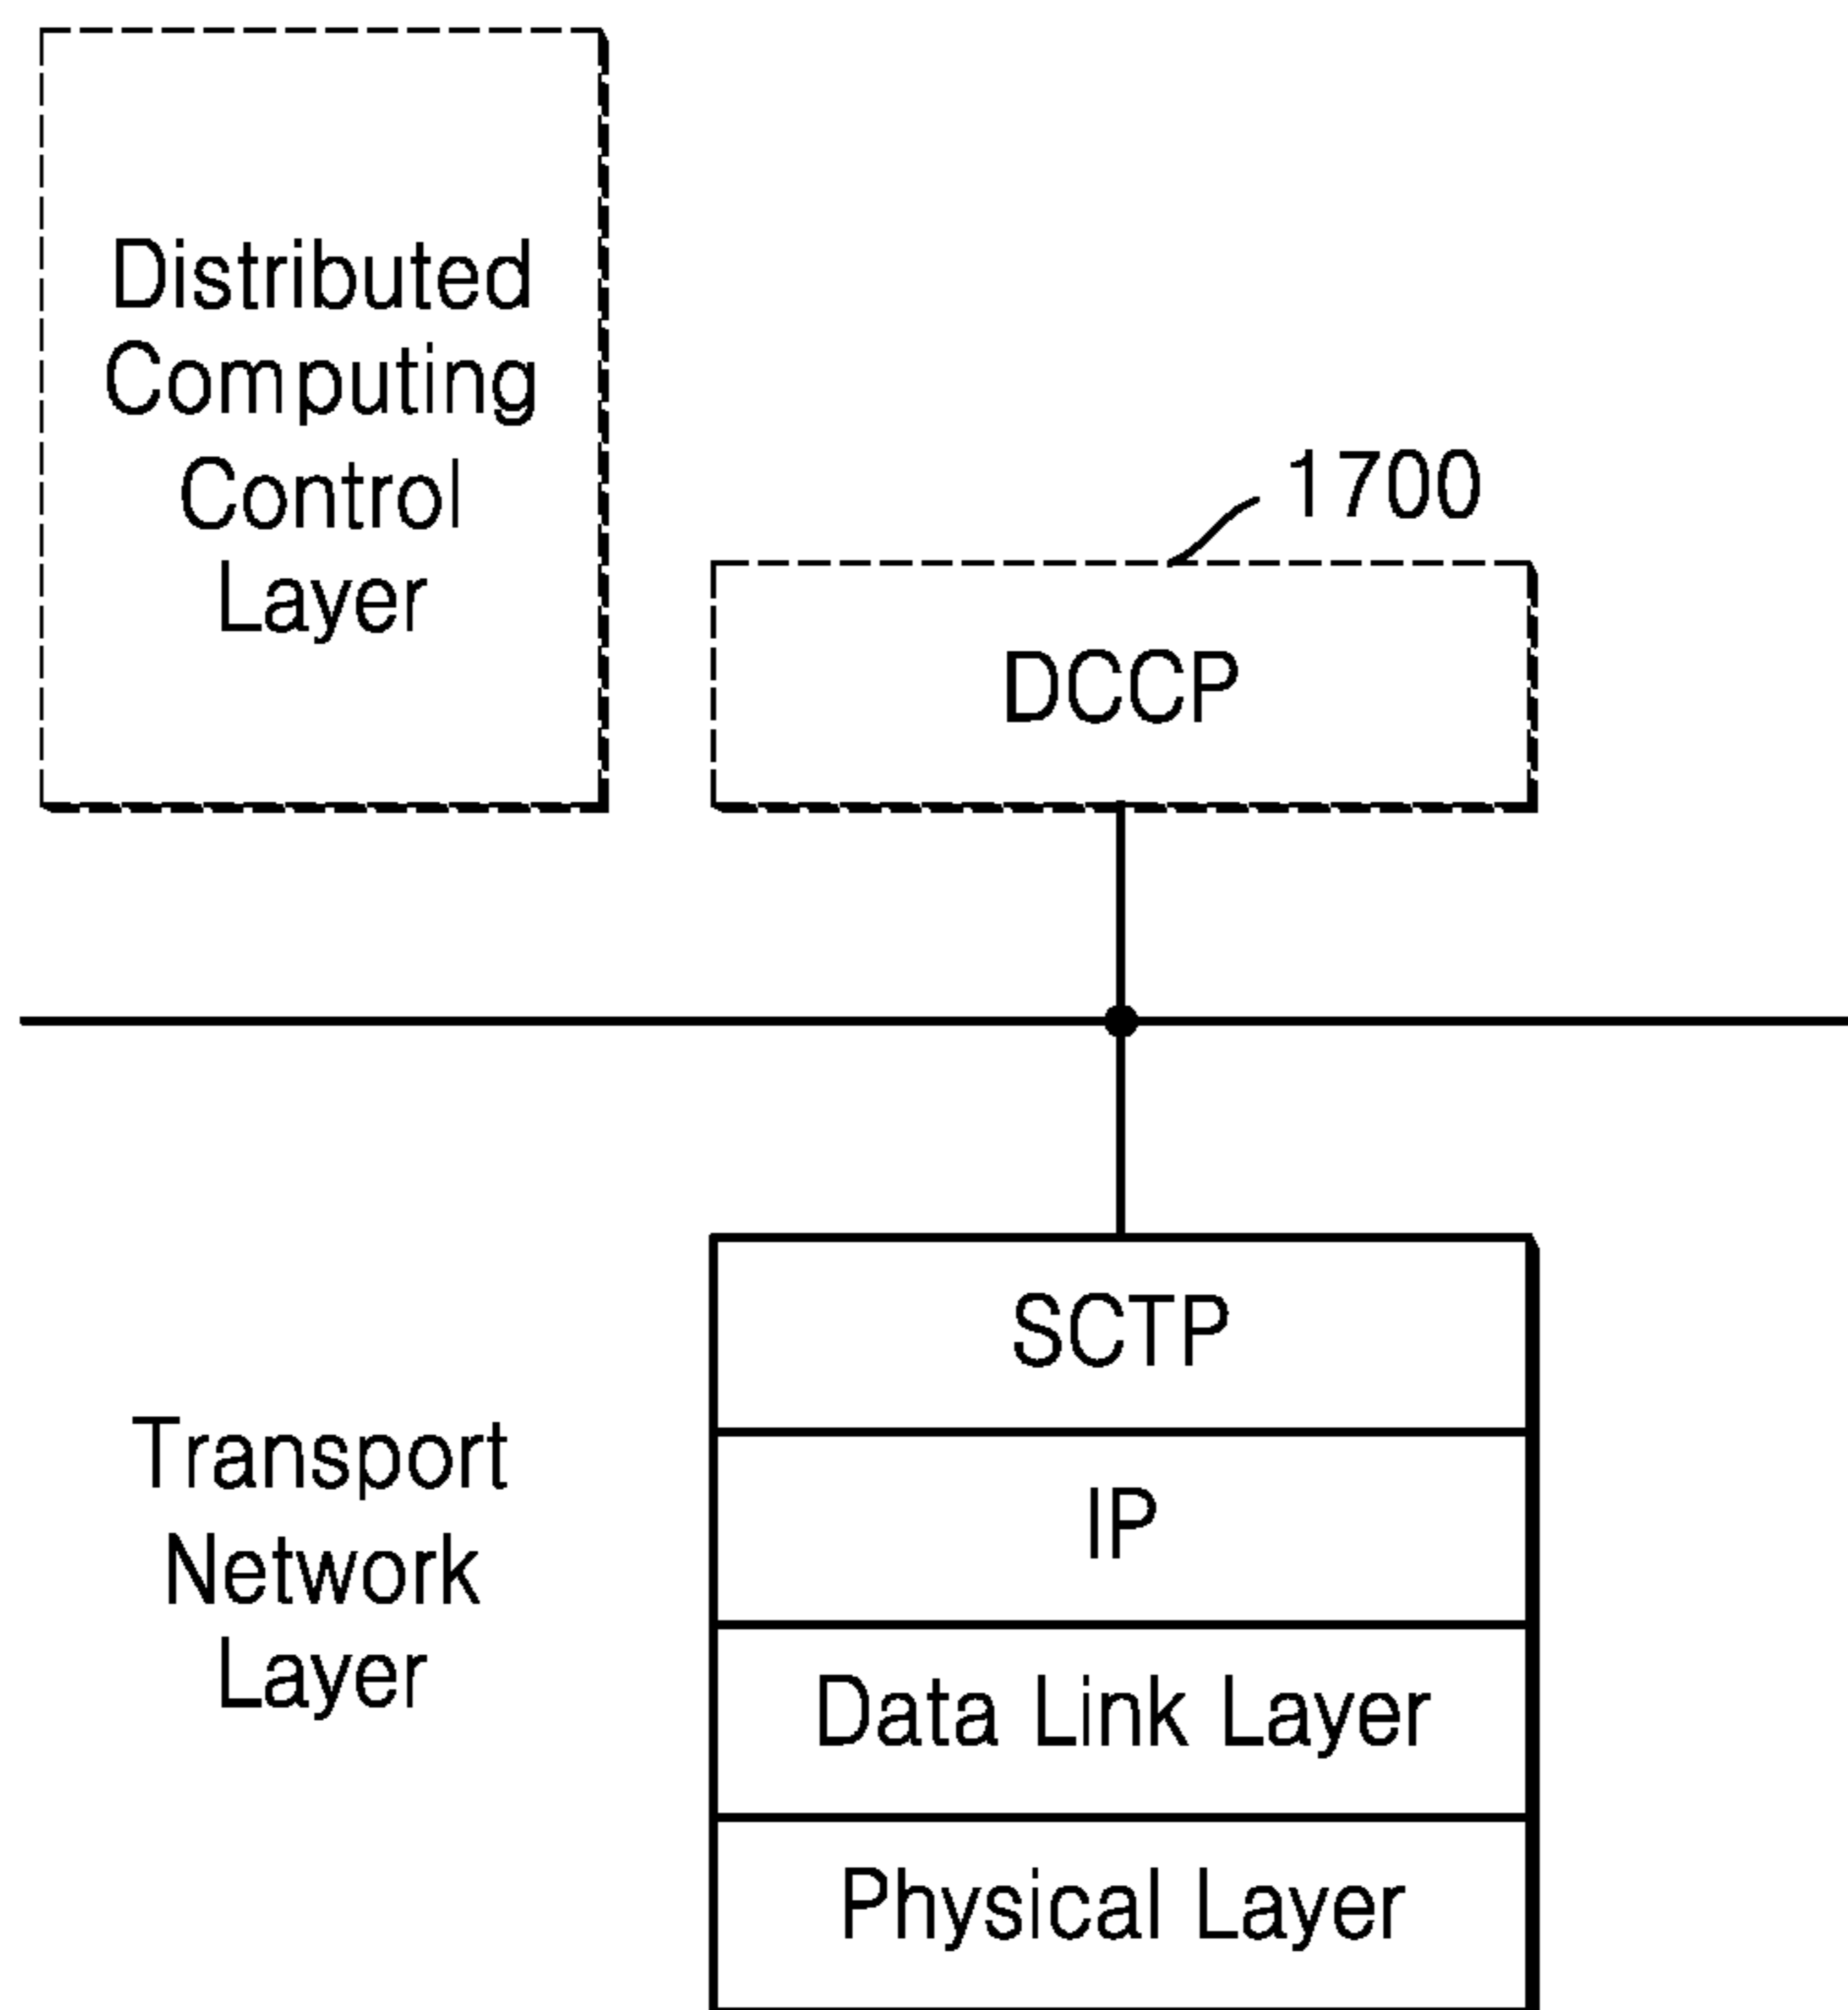 Distributed
Computing
Control
Layer
1700
DCCP
SCTP
IP
Data Link Layer
Physical Layer
Transport
Network
Layer